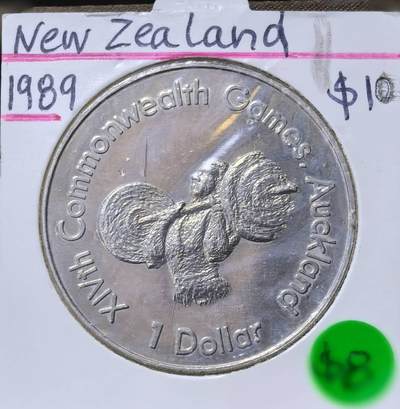 New Zealand
1989
$10
XIVth Commonwealth Games, Auckland
1 Dollar
$8